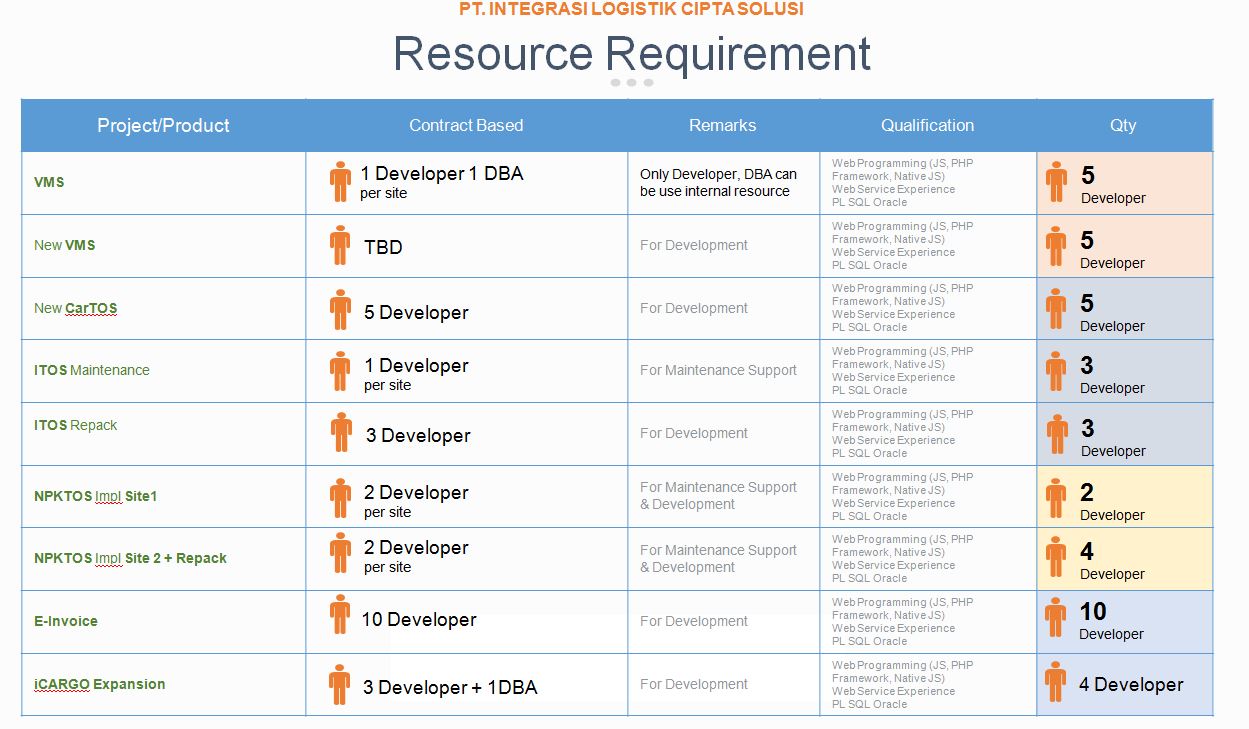 PT. INTEGRASI LOGISTIK CIPTA SOLUSI
Resource Requirement
Project/Product Contract Based Remarks Qualification Qty
VMS
1 Developer 1 DBA
per site
Only Developer, DBA can
be use internal resource
Web Programming (JS, PHP
Framework, Native JS)
Web Service Experience
PL SQL Oracle
5
Developer
New VMS
TBD
For Development
Web Programming (JS, PHP
Framework, Native JS)
Web Service Experience
PL SQL Oracle
5
Developer
New CarTOS
5 Developer
For Development
Web Programming (JS, PHP
Framework, Native JS)
Web Service Experience
PL SQL Oracle
5
Developer
ITOS Maintenance
1 Developer
per site
For Maintenance Support
Web Programming (JS, PHP
Framework, Native JS)
Web Service Experience
PL SQL Oracle
3
Developer
ITOS Repack
3 Developer
For Development
Web Programming (JS, PHP
Framework, Native JS)
Web Service Experience
PL SQL Oracle
3
Developer
NPKTOS Impl Site1
2 Developer
per site
For Maintenance Support
& Development
Web Programming (JS, PHP
Framework, Native JS)
Web Service Experience
PL SQL Oracle
2
Developer
NPKTOS Impl Site 2 + Repack
2 Developer
per site
For Maintenance Support
& Development
Web Programming (JS, PHP
Framework, Native JS)
Web Service Experience
PL SQL Oracle
4
Developer
E-Invoice
10 Developer
For Development
Web Programming (JS, PHP
Framework, Native JS)
Web Service Experience
PL SQL Oracle
10
Developer
iCARGO Expansion
3 Developer + 1DBA
For Development
Web Programming (JS, PHP
Framework, Native JS)
Web Service Experience
PL SQL Oracle
4 Developer